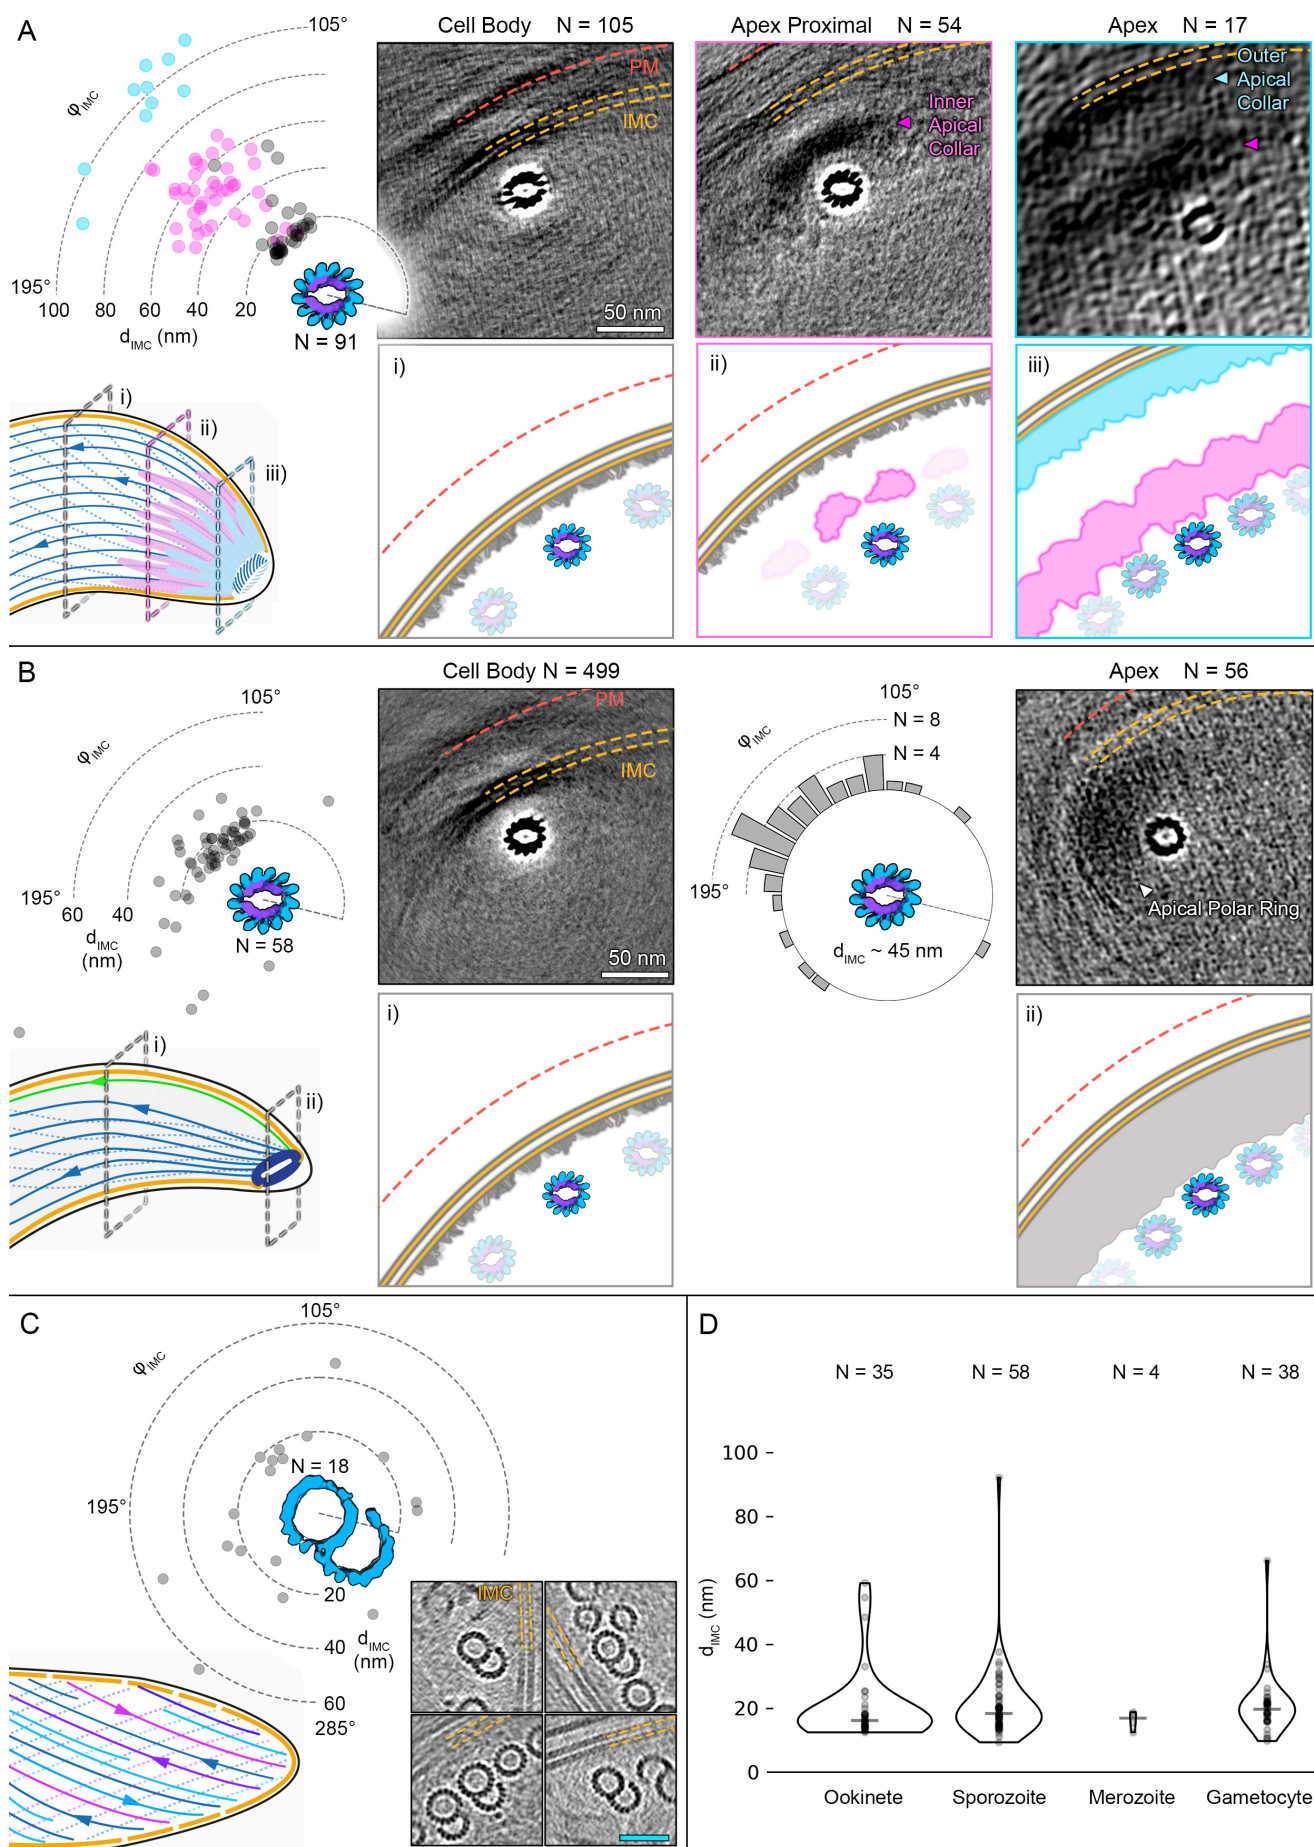 A
105°
φIMC
195°
100 80 60 40 20
dIMC (nm)
N = 91
Cell Body N = 105
PM
IMC
50 nm
Apex Proximal N = 54
Inner
Apical
Collar
Apex N = 17
Outer
Apical
Collar
i)
ii)
iii)
i)
ii)
iii)
B
105°
φIMC
195°
60 40
dIMC
(nm)
N = 58
Cell Body N = 499
PM
IMC
50 nm
105°
N = 8
N = 4
φIMC
195°
dIMC ~ 45 nm
Apex N = 56
Apical Polar Ring
i)
ii)
i)
ii)
C
105°
φIMC
195°
N = 18
20
40
60
dIMC
(nm)
285°
IMC
D
N = 35 N = 58 N = 4 N = 38
100
80
60
40
20
0
dIMC (nm)
Ookinete Sporozoite Merozoite Gametocyte